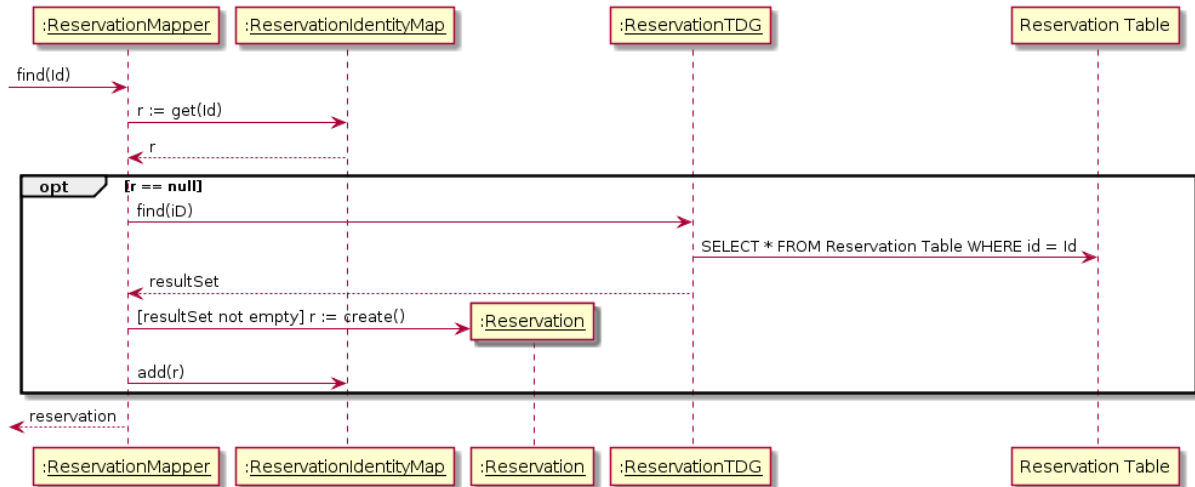 :ReservationMapper :ReservationIdentityMap :ReservationTDG Reservation Table
find(Id)
r := get(Id)
r
opt [r == null]
find(iD)
SELECT * FROM Reservation Table WHERE id = Id
resultSet
[resultSet not empty] r := create() :Reservation
add(r)
reservation
:ReservationMapper :ReservationIdentityMap :Reservation :ReservationTDG Reservation Table